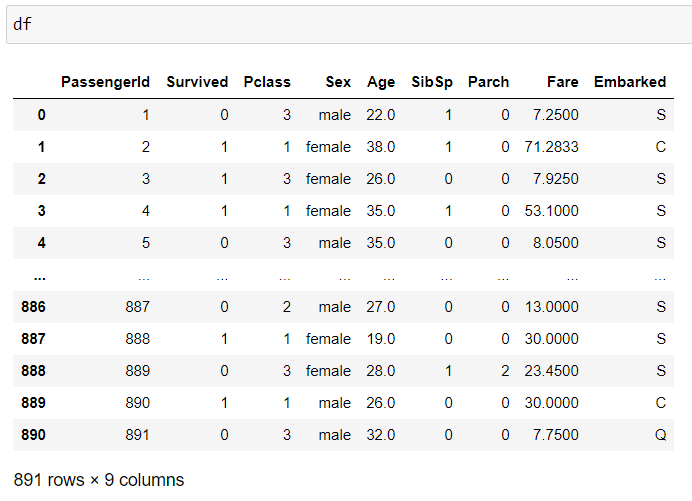 df
PassengerId Survived Pclass Sex Age SibSp Parch Fare Embarked
0 1 0 3 male 22.0 1 0 7.2500 S
1 2 1 1 female 38.0 1 0 71.2833 C
2 3 1 3 female 26.0 0 0 7.9250 S
3 4 1 1 female 35.0 1 0 53.1000 S
4 5 0 3 male 35.0 0 0 8.0500 S
... ... ... ... ... ... ... ... ... ...
886 887 0 2 male 27.0 0 0 13.0000 S
887 888 1 1 female 19.0 0 0 30.0000 S
888 889 0 3 female 28.0 1 2 23.4500 S
889 890 1 1 male 26.0 0 0 30.0000 C
890 891 0 3 male 32.0 0 0 7.7500 Q
891 rows × 9 columns